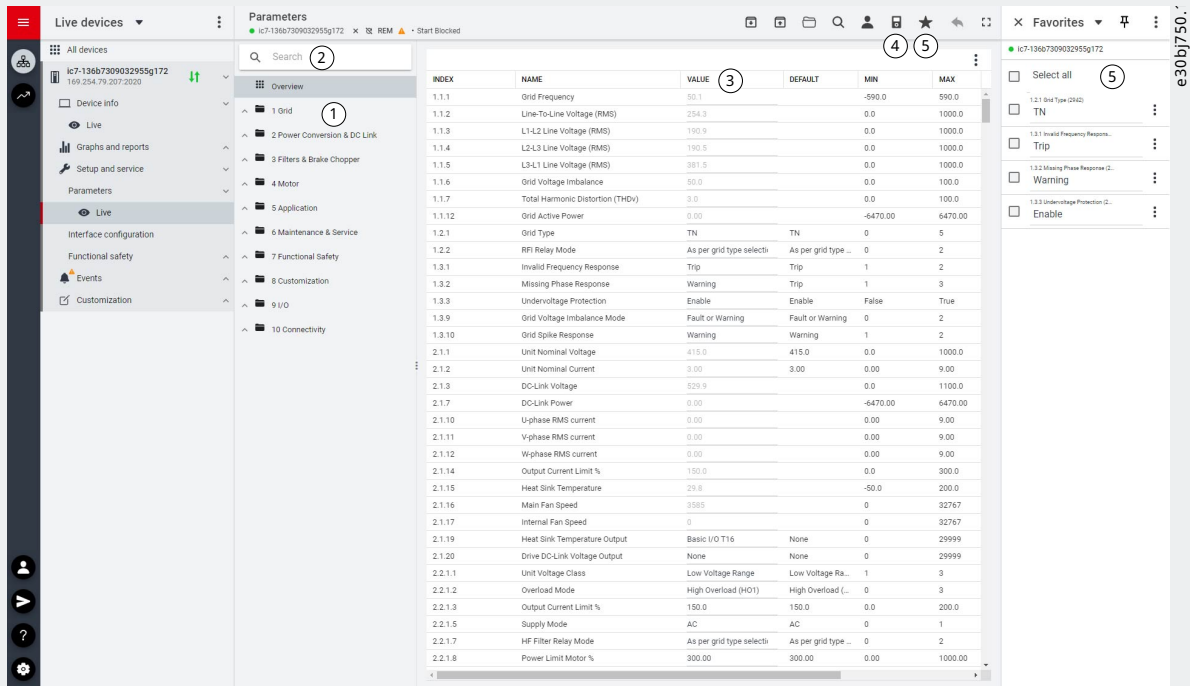 Live devices
All devices
ic7-136b7309032955g172
169.254.79.207:2020
Device info
Live
Graphs and reports
Setup and service
Parameters
Live
Interface configuration
Functional safety
Events
Customization
?
Parameters
ic7-136b7309032955g172 REM • Start Blocked
Search 2
Overview
1 Grid
1
2 Power Conversion & DC Link
3 Filters & Brake Chopper
4 Motor
5 Application
6 Maintenance & Service
7 Functional Safety
8 Customization
9 I/O
10 Connectivity
4 5
INDEX NAME VALUE 3 DEFAULT MIN MAX
1.1.1 Grid Frequency 50.1 -590.0 590.0
1.1.2 Line-To-Line Voltage (RMS) 254.3 0.0 1000.0
1.1.3 L1-L2 Line Voltage (RMS) 190.9 0.0 1000.0
1.1.4 L2-L3 Line Voltage (RMS) 190.5 0.0 1000.0
1.1.5 L3-L1 Line Voltage (RMS) 381.5 0.0 1000.0
1.1.6 Grid Voltage Imbalance 50.0 0.0 100.0
1.1.7 Total Harmonic Distortion (THDv) 3.0 0.0 100.0
1.1.12 Grid Active Power 0.00 -6470.00 6470.00
1.2.1 Grid Type TN TN 0 5
1.2.2 RFI Relay Mode As per grid type selecti As per grid type ... 0 2
1.3.1 Invalid Frequency Response Trip Trip 1 2
1.3.2 Missing Phase Response Warning Trip 1 3
1.3.3 Undervoltage Protection Enable Enable False True
1.3.9 Grid Voltage Imbalance Mode Fault or Warning Fault or Warning 0 2
1.3.10 Grid Spike Response Warning Warning 1 2
2.1.1 Unit Nominal Voltage 415.0 415.0 0.0 1000.0
2.1.2 Unit Nominal Current 3.00 3.00 0.00 9.00
2.1.3 DC-Link Voltage 529.9 0.0 1100.0
2.1.7 DC-Link Power 0.00 -6470.00 6470.00
2.1.10 U-phase RMS current 0.00 0.00 9.00
2.1.11 V-phase RMS current 0.00 0.00 9.00
2.1.12 W-phase RMS current 0.00 0.00 9.00
2.1.14 Output Current Limit % 150.0 0.0 300.0
2.1.15 Heat Sink Temperature 29.8 -50.0 200.0
2.1.16 Main Fan Speed 3585 0 32767
2.1.17 Internal Fan Speed 0 0 32767
2.1.19 Heat Sink Temperature Output Basic I/O T16 None 0 29999
2.1.20 Drive DC-Link Voltage Output None None 0 29999
2.2.1.1 Unit Voltage Class Low Voltage Range Low Voltage Ra... 1 3
2.2.1.2 Overload Mode High Overload (HO1) High Overload (... 0 3
2.2.1.3 Output Current Limit % 150.0 150.0 0.0 200.0
2.2.1.5 Supply Mode AC AC 0 1
2.2.1.7 HF Filter Relay Mode As per grid type selecti As per grid type ... 0 2
2.2.1.8 Power Limit Motor % 300.00 300.00 0.00 1000.00
Favorites
ic7-136b7309032955g172
Select all 5
1.2.1 Grid Type (2942)
TN
1.3.1 Invalid Frequency Respons...
Trip
1.3.2 Missing Phase Response (2...
Warning
1.3.3 Undervoltage Protection (2...
Enable
e30bj750.